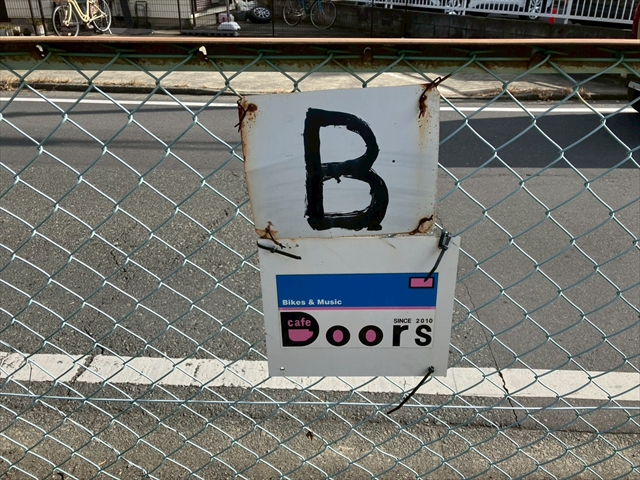 B
Bikes & Music
SINCE 2010
cafe
Doors